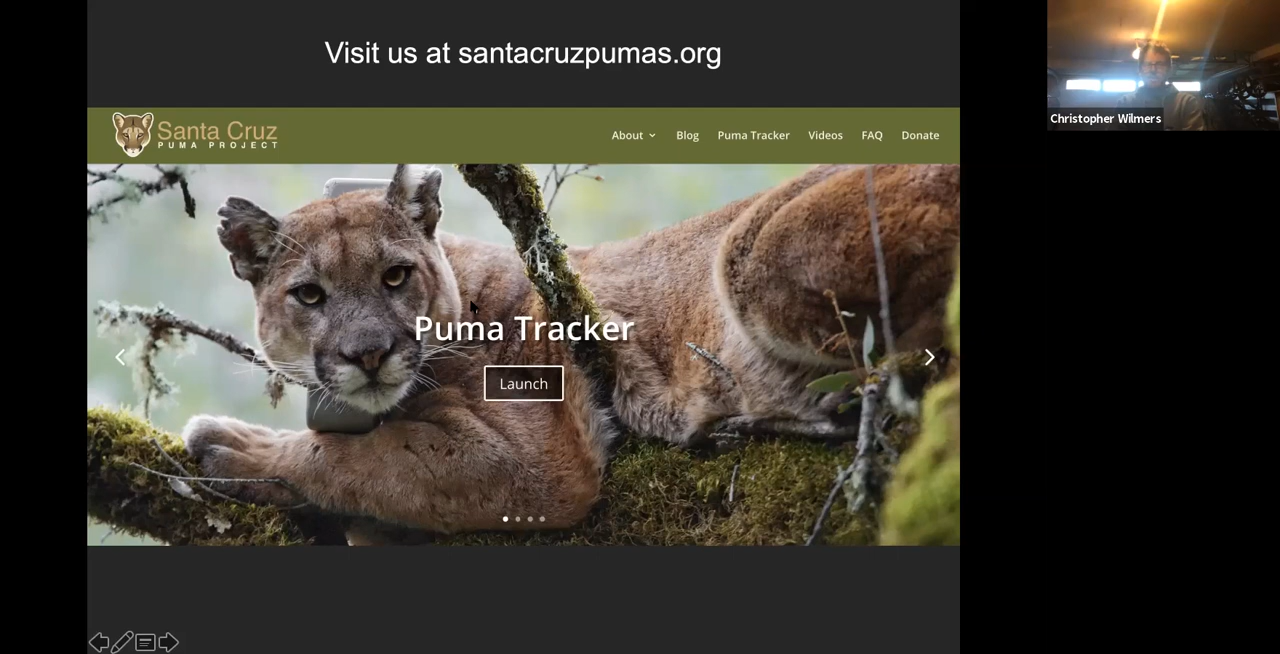 Visit us at santacruzpumas.org
Santa Cruz
PUMA PROJECT
About
Blog
Puma Tracker
Videos
FAQ
Donate
Puma Tracker
Launch
Christopher Wilmers